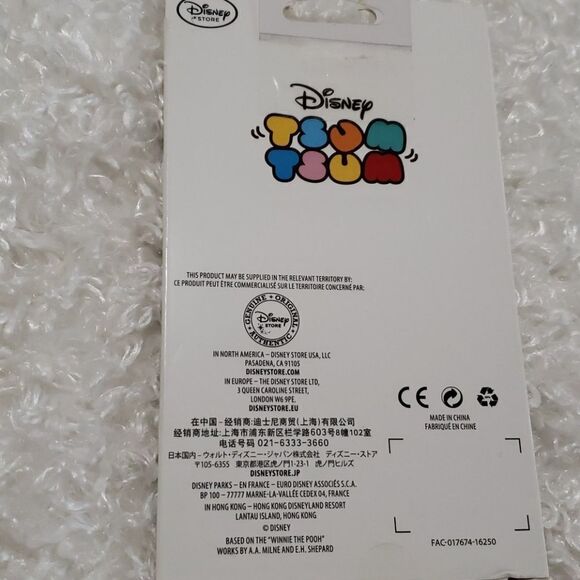 Disney
STORE
Disney
TSUM
TSUM
THIS PRODUCT MAY BE SUPPLIED IN THE RELEVANT TERRITORY BY:
CE PRODUIT PEUT ÊTRE COMMERCIALISÉ SUR LE TERRITOIRE CONCERNÉ PAR:
GENUINE • ORIGINAL
Disney
STORE
AUTHENTIC
IN NORTH AMERICA – DISNEY STORE USA, LLC
PASADENA, CA 91105
DISNEYSTORE.COM
IN EUROPE – THE DISNEY STORE LTD,
3 QUEEN CAROLINE STREET,
LONDON W6 9PE.
DISNEYSTORE.EU
在中国 - 经销商:迪士尼商贸(上海)有限公司
经销商地址:上海市浦东新区栏学路603号8幢102室
电话号码:021-6333-3660
日本国内－ウォルト・ディズニー・ジャパン株式会社 ディズニー・ストア
〒105-6355 東京都港区虎ノ門1-23-1 虎ノ門ヒルズ
DISNEYSTORE.JP
DISNEY PARKS – EN FRANCE – EURO DISNEY ASSOCIÉS S.C.A.
BP 100 – 77777 MARNE-LA-VALLÉE CEDEX 04, FRANCE
IN HONG KONG – HONG KONG DISNEYLAND RESORT
LANTAU ISLAND, HONG KONG
© DISNEY
BASED ON THE "WINNIE THE POOH"
WORKS BY A.A. MILNE AND E.H. SHEPARD
CE
MADE IN CHINA
FABRIQUÉ EN CHINE
FAC-017674-16250